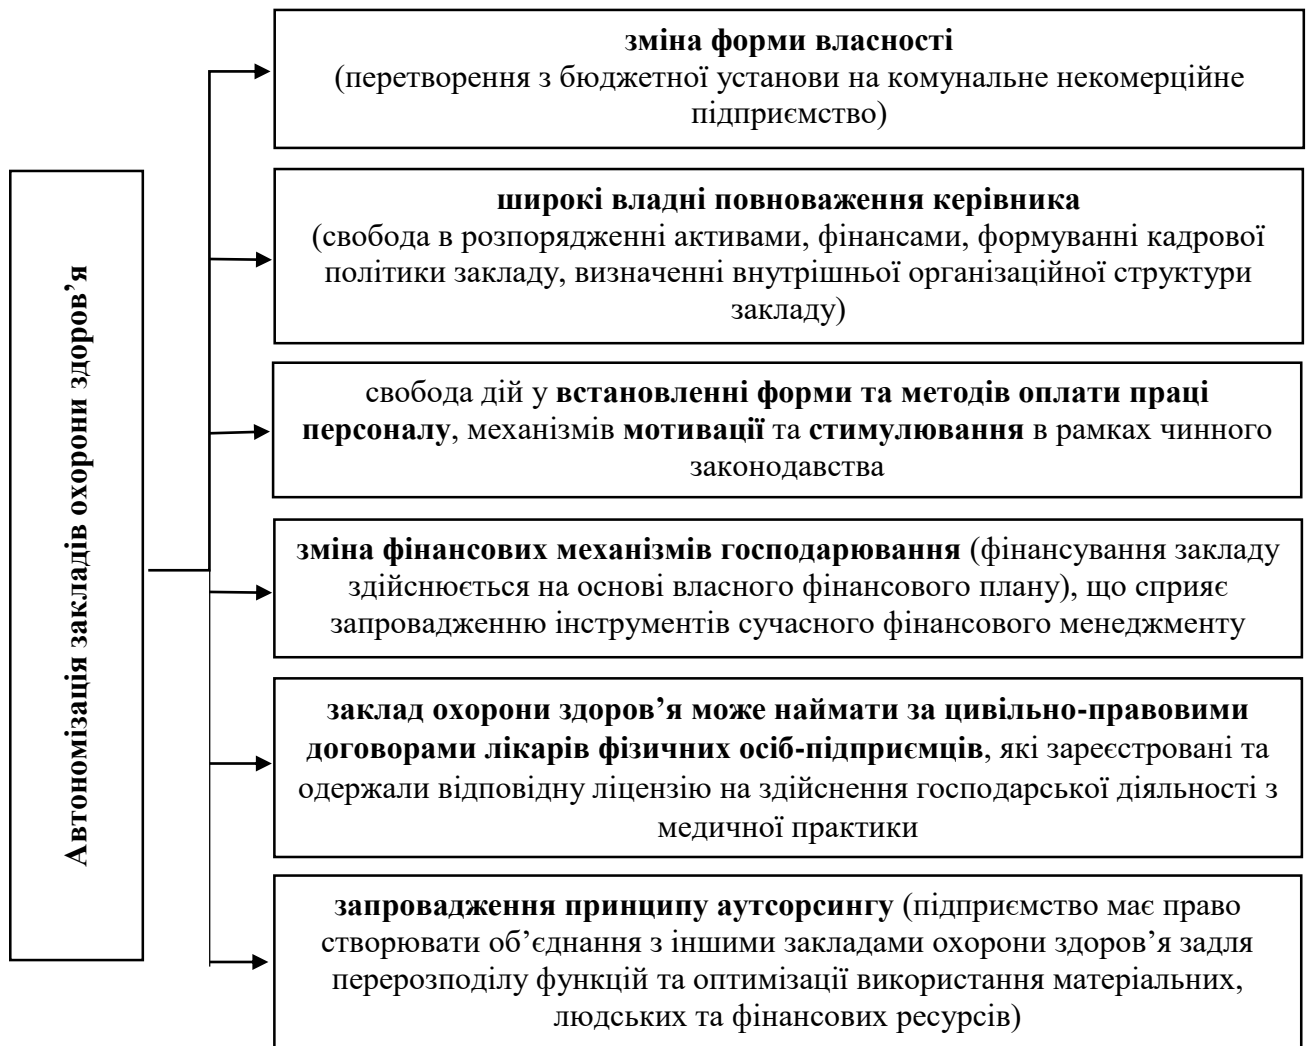 Автономізація закладів охорони здоров’я
зміна форми власності
(перетворення з бюджетної установи на комунальне некомерційне
підприємство)
широкі владні повноваження керівника
(свобода в розпорядженні активами, фінансами, формуванні кадрової
політики закладу, визначенні внутрішньої організаційної структури
закладу)
свобода дій у встановленні форми та методів оплати праці
персоналу, механізмів мотивації та стимулювання в рамках чинного
законодавства
зміна фінансових механізмів господарювання (фінансування закладу
здійснюється на основі власного фінансового плану), що сприяє
запровадженню інструментів сучасного фінансового менеджменту
заклад охорони здоров’я може наймати за цивільно-правовими
договорами лікарів фізичних осіб-підприємців, які зареєстровані та
одержали відповідну ліцензію на здійснення господарської діяльності з
медичної практики
запровадження принципу аутсорсингу (підприємство має право
створювати об’єднання з іншими закладами охорони здоров’я задля
перерозподілу функцій та оптимізації використання матеріальних,
людських та фінансових ресурсів)